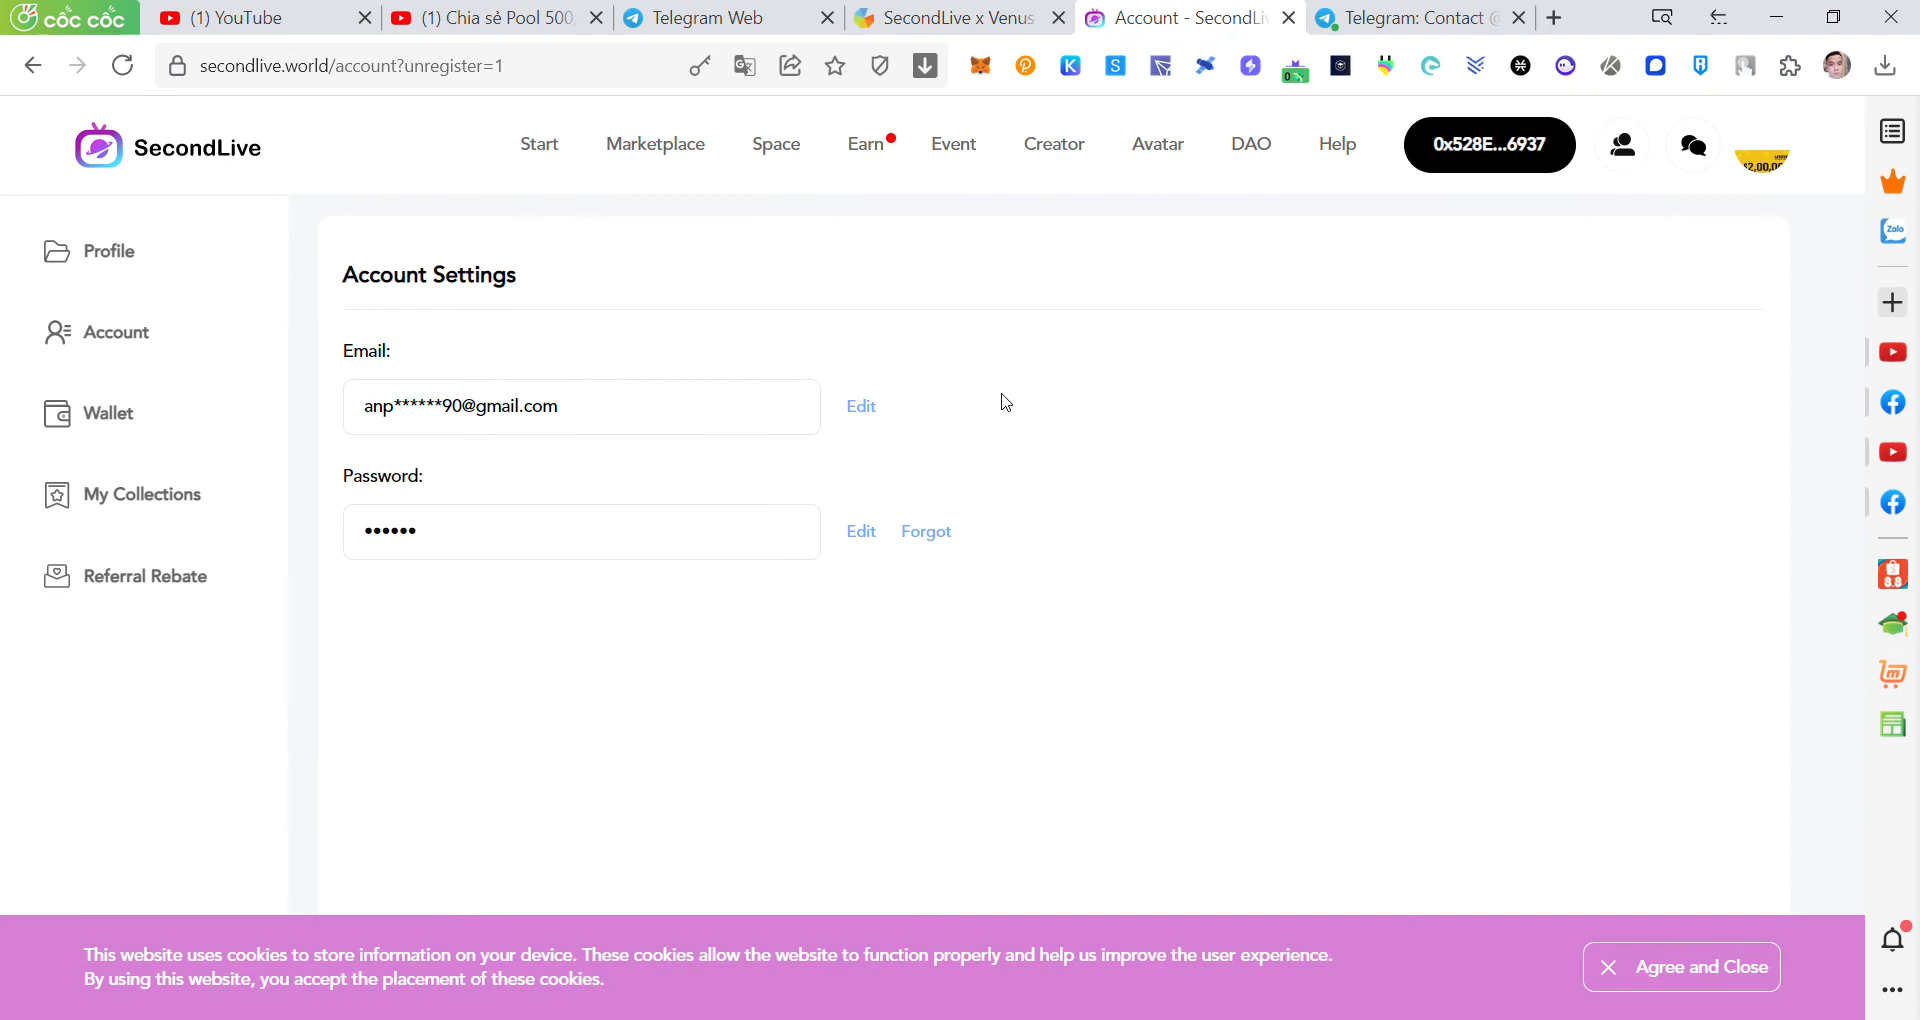 cốc cốc
(1) YouTube
(1) Chia sẻ Pool 500,
Telegram Web
SecondLive x Venus
Account - SecondLi
Telegram: Contact @
secondlive.world/account?unregister=1
0
SecondLive
Start
Marketplace
Space
Earn
Event
Creator
Avatar
DAO
Help
0x528E...6937
Profile
Account
Wallet
My Collections
Referral Rebate
Account Settings
Email:
anp******90@gmail.com
Edit
Password:
••••••
Edit
Forgot
Zalo
8.8
This website uses cookies to store information on your device. These cookies allow the website to function properly and help us improve the user experience.
By using this website, you accept the placement of these cookies.
Agree and Close